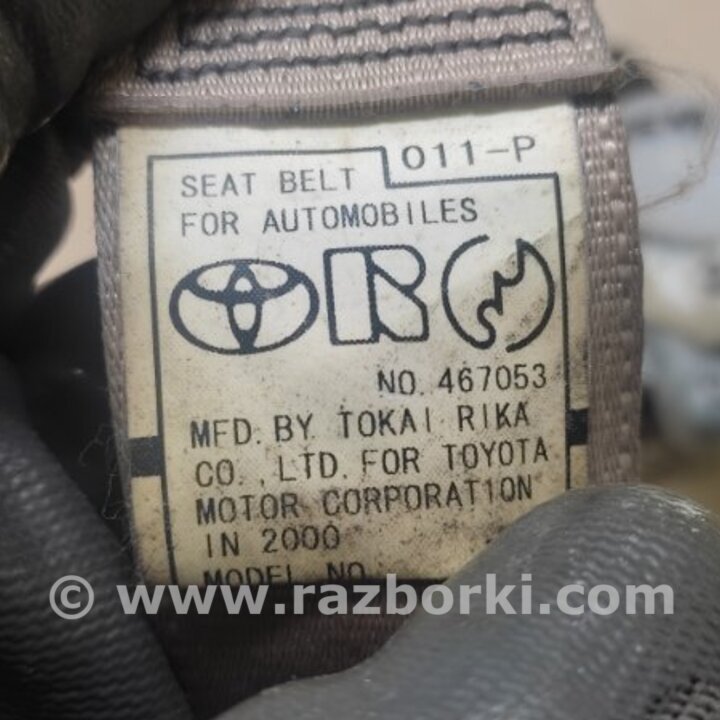 011-P
SEAT BELT
FOR AUTOMOBILES
NO. 467053
MFD. BY TOKAI RIKA
CO., LTD. FOR TOYOTA
MOTOR CORPORATION
IN 2000
MODEL NO.
© www.razborki.com